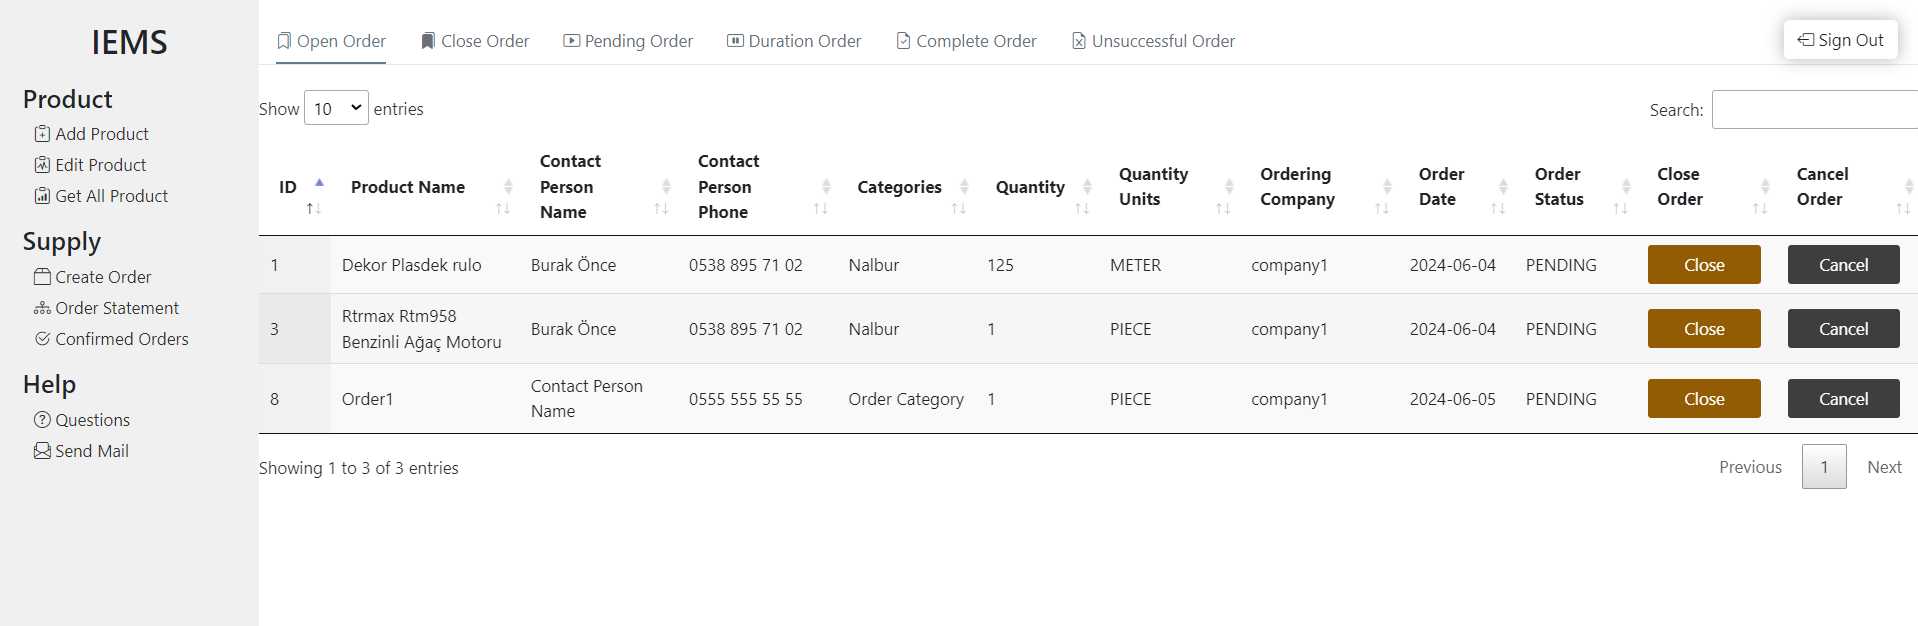 IEMS
Product
Add Product
Edit Product
Get All Product
Supply
Create Order
Order Statement
Confirmed Orders
Help
Questions
Send Mail
Open Order Close Order Pending Order Duration Order Complete Order Unsuccessful Order Sign Out
Show 10 entries Search:
ID Product Name Contact Person Name Contact Person Phone Categories Quantity Quantity Units Ordering Company Order Date Order Status Close Order Cancel Order
1 Dekor Plasdek rulo Burak Önce 0538 895 71 02 Nalbur 125 METER company1 2024-06-04 PENDING Close Cancel
3 Rtrmax Rtm958 Benzinli Ağaç Motoru Burak Önce 0538 895 71 02 Nalbur 1 PIECE company1 2024-06-04 PENDING Close Cancel
8 Order1 Contact Person Name 0555 555 55 55 Order Category 1 PIECE company1 2024-06-05 PENDING Close Cancel
Showing 1 to 3 of 3 entries Previous 1 Next